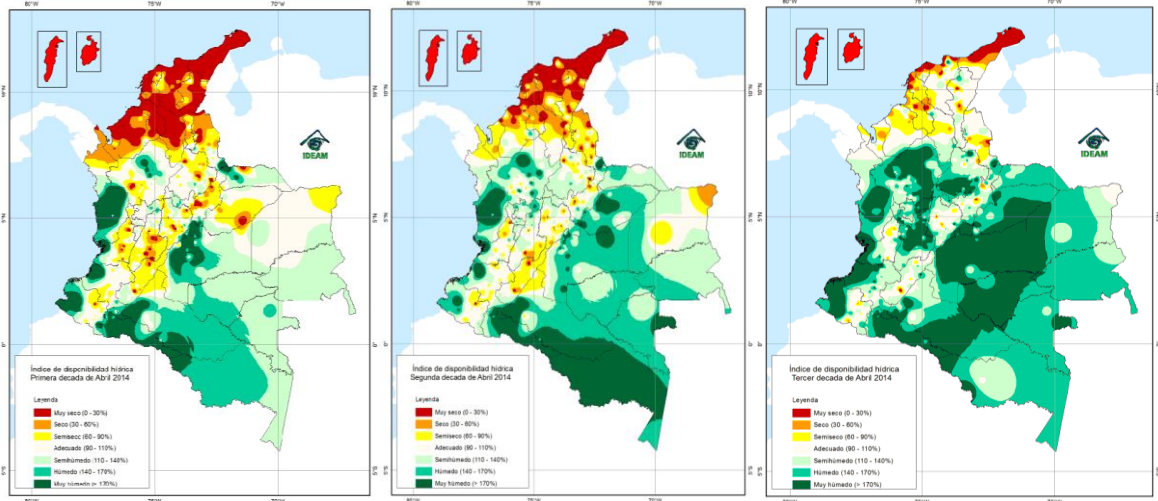 80°W 75°W 70°W
10°N
5°N
0°
5°S
IDEAM
Índice de disponibilidad hídrica
Primera decada de Abril 2014
Leyenda
Muy seco (0 - 30%)
Seco (30 - 60%)
Semiseco (60 - 90%)
Adecuado (90 - 110%)
Semihúmedo (110 - 140%)
Húmedo (140 - 170%)
Muy húmedo (> 170%)
80°W 75°W 70°W
10°N
5°N
0°
5°S
IDEAM
Índice de disponibilidad hídrica
Segunda decada de Abril 2014
Leyenda
Muy seco (0 - 30%)
Seco (30 - 60%)
Semiseco (60 - 90%)
Adecuado (90 - 110%)
Semihúmedo (110 - 140%)
Húmedo (140 - 170%)
Muy húmedo (> 170%)
75°W 70°W
IDEAM
Índice de disponibilidad hídrica
Tercer decada de Abril 2014
Leyenda
Muy seco (0 - 30%)
Seco (30 - 60%)
Semiseco (60 - 90%)
Adecuado (90 - 110%)
Semihúmedo (110 - 140%)
Húmedo (140 - 170%)
Muy húmedo (> 170%)